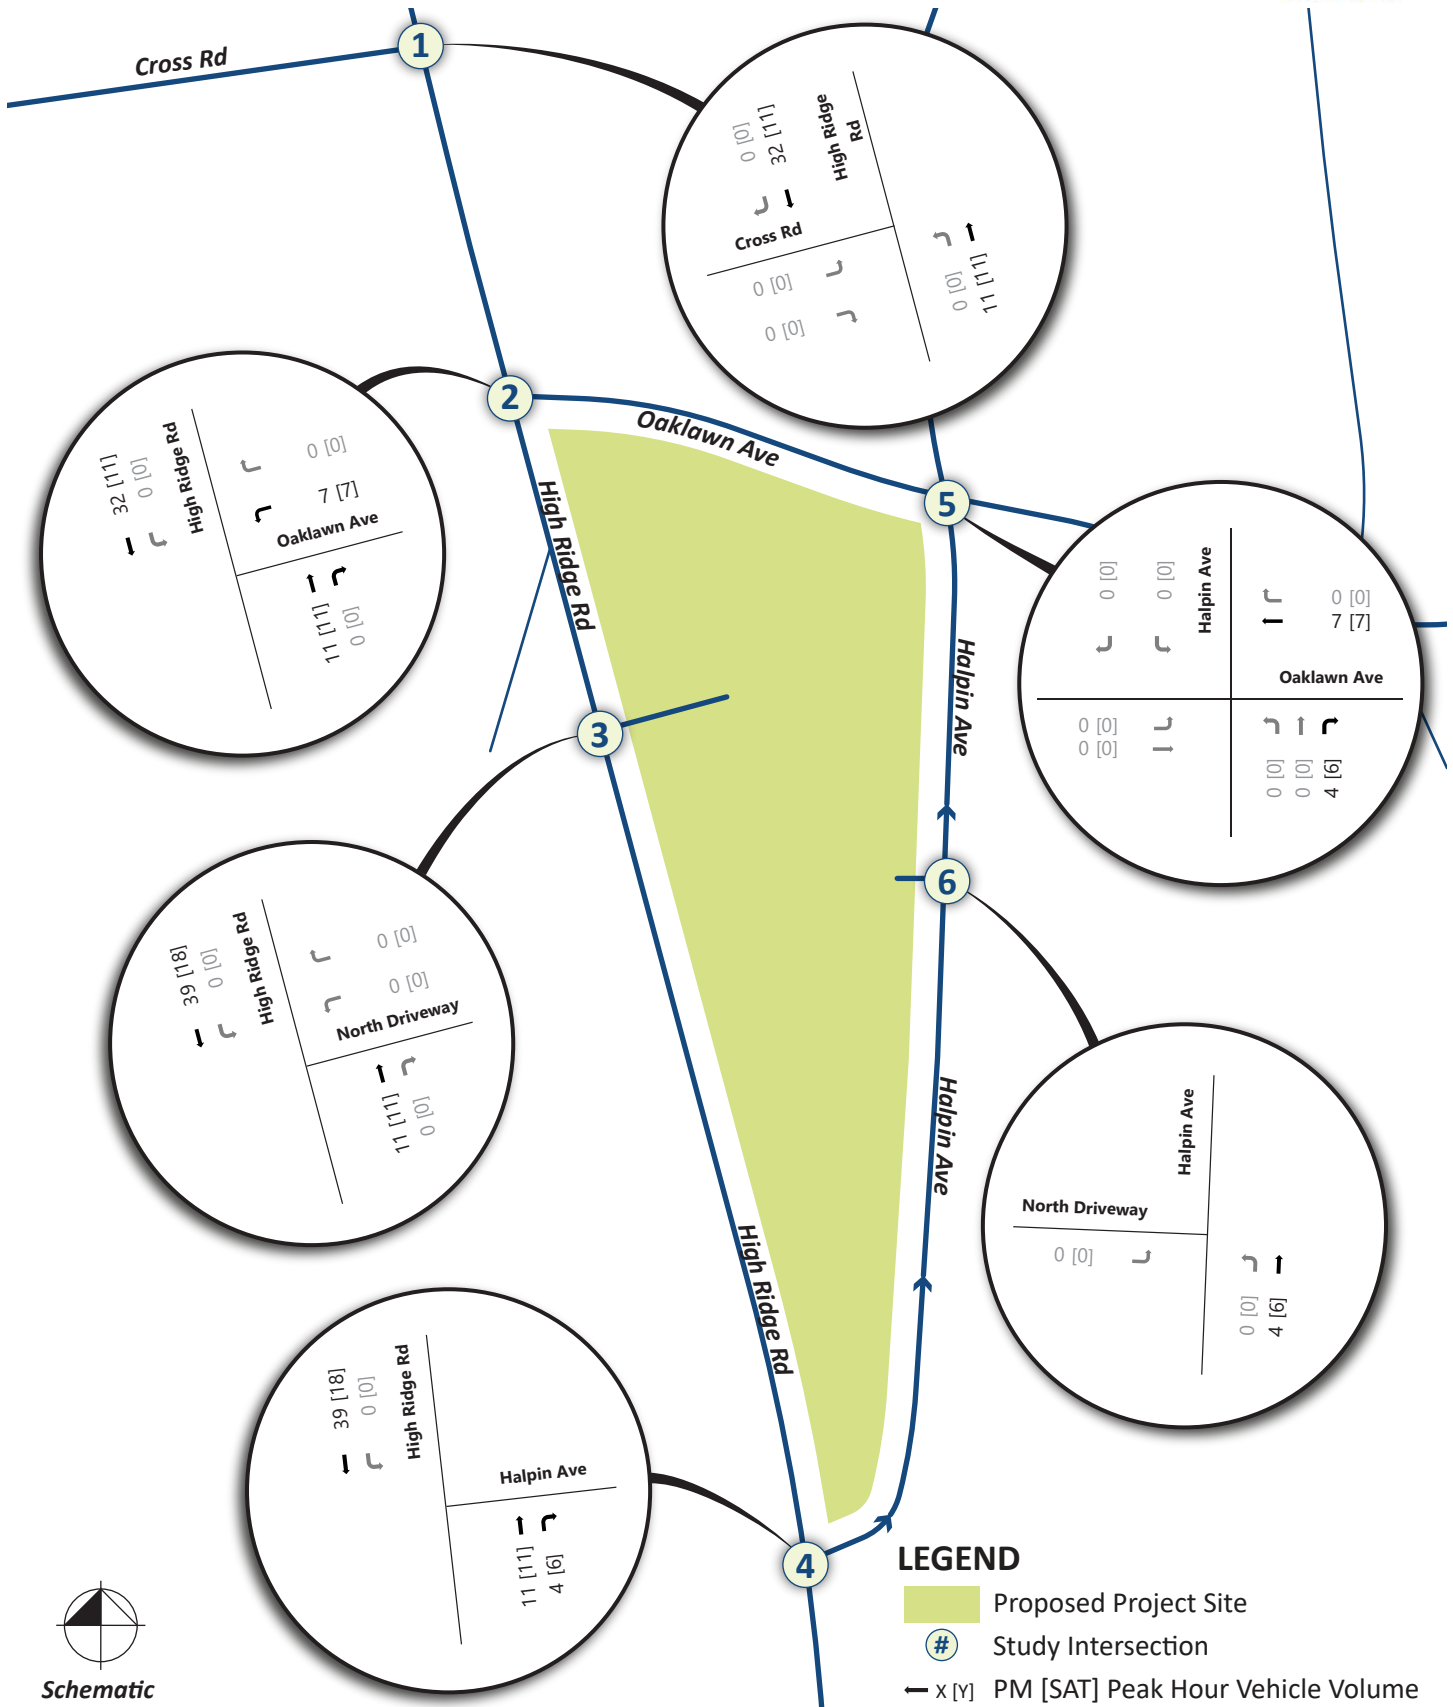 Cross Rd
1
0 [0]
32 [11]
High Ridge
Rd
Cross Rd
0 [0]
0 [0]
0 [0]
11 [11]
2
Oaklawn Ave
32 [11]
0 [0]
High Ridge Rd
0 [0]
7 [7]
Oaklawn Ave
11 [11]
0 [0]
High Ridge Rd
5
0 [0]
0 [0]
Halpin Ave
0 [0]
7 [7]
Oaklawn Ave
0 [0]
0 [0]
0 [0]
0 [0]
4 [6]
Halpin Ave
3
39 [18]
0 [0]
High Ridge Rd
0 [0]
0 [0]
North Driveway
11 [11]
0 [0]
6
Halpin Ave
Halpin Ave
North Driveway
0 [0]
0 [0]
4 [6]
High Ridge Rd
39 [18]
0 [0]
High Ridge Rd
Halpin Ave
11 [11]
4 [6]
4
LEGEND
Proposed Project Site
# Study Intersection
X [Y] PM [SAT] Peak Hour Vehicle Volume
Schematic